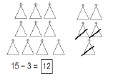 15 - 3 = 12